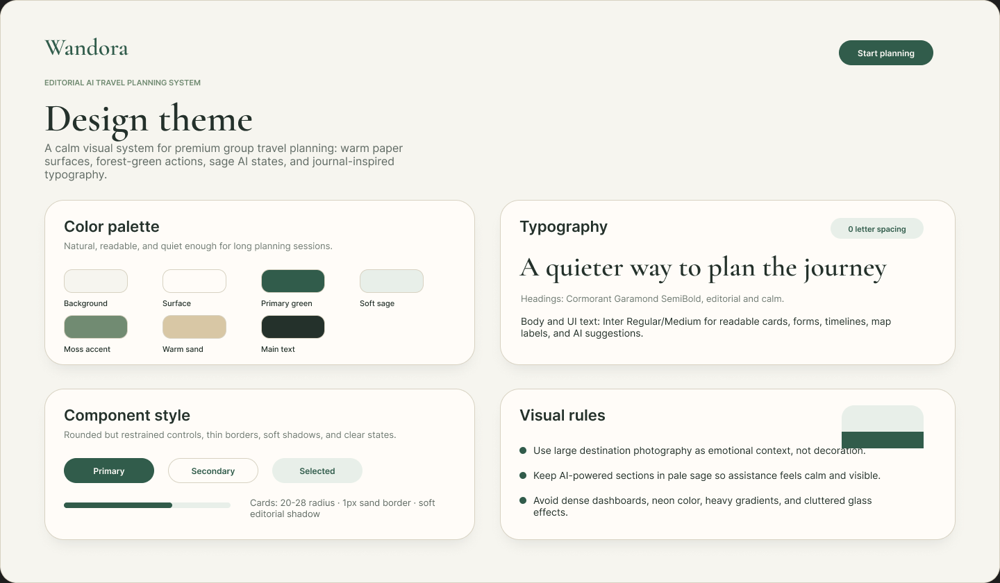 Wandora
Start planning
EDITORIAL AI TRAVEL PLANNING SYSTEM
Design theme
A calm visual system for premium group travel planning: warm paper
surfaces, forest-green actions, sage AI states, and journal-inspired
typography.
Color palette
Natural, readable, and quiet enough for long planning sessions.
Background
Surface
Primary green
Soft sage
Moss accent
Warm sand
Main text
Typography
0 letter spacing
A quieter way to plan the journey
Headings: Cormorant Garamond SemiBold, editorial and calm.
Body and UI text: Inter Regular/Medium for readable cards, forms, timelines, map
labels, and AI suggestions.
Component style
Rounded but restrained controls, thin borders, soft shadows, and clear states.
Primary
Secondary
Selected
Cards: 20-28 radius · 1px sand border · soft
editorial shadow
Visual rules
Use large destination photography as emotional context, not decoration.
Keep AI-powered sections in pale sage so assistance feels calm and visible.
Avoid dense dashboards, neon color, heavy gradients, and cluttered glass
effects.